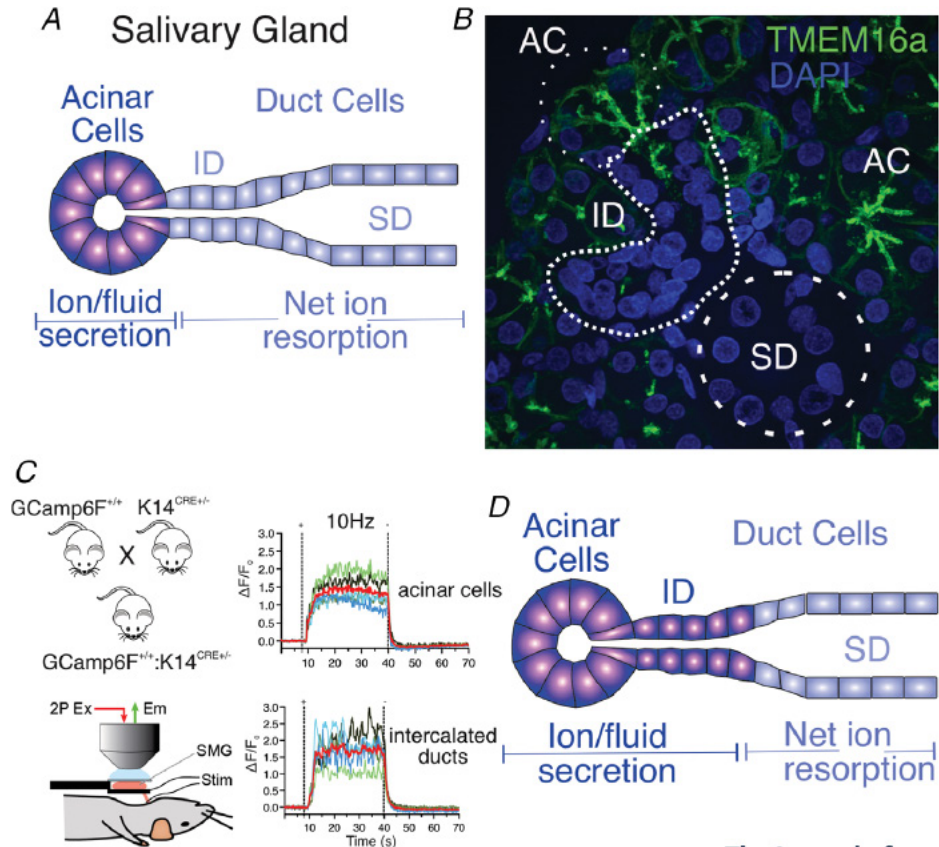 A
Salivary Gland
Acinar
Cells
Duct Cells
ID
SD
Ion/fluid
secretion
Net ion
resorption
B
AC
TMEM16a
DAPI
AC
ID
SD
C
GCamp6F+/+ K14CRE+/-
X
GCamp6F+/+:K14CRE+/-
2P Ex
Em
SMG
Stim
10Hz
+
-
ΔF/F0
3.0
2.5
2.0
1.5
1.0
0.5
0.0
acinar cells
10 20 30 40 50 60 70
+
-
ΔF/F0
3.0
2.5
2.0
1.5
1.0
0.5
0.0
intercalated
ducts
10 20 30 40 50 60 70
Time (s)
D
Acinar
Cells
Duct Cells
ID
SD
Ion/fluid
secretion
Net ion
resorption